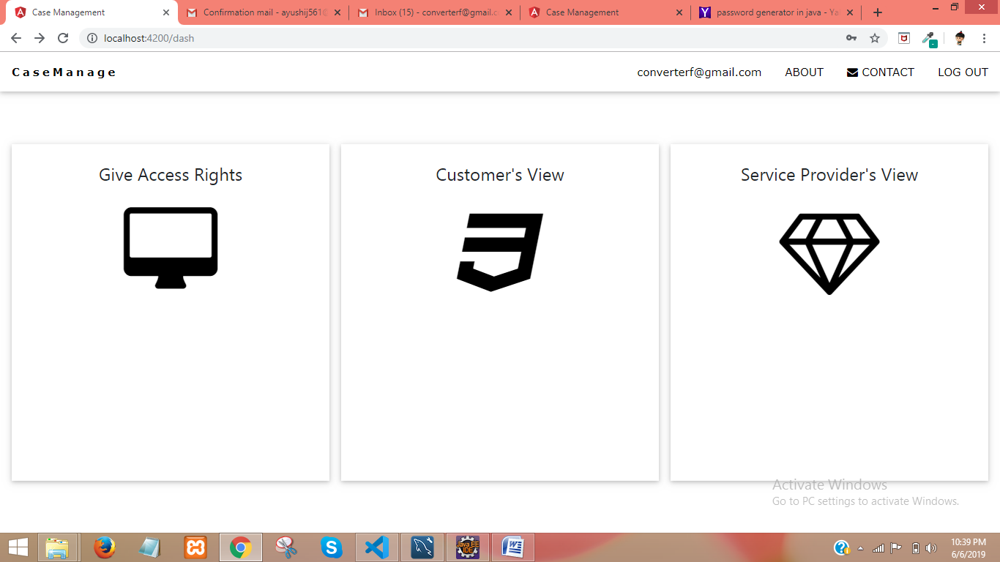 Case Management
Confirmation mail - ayushij561@
Inbox (15) - converterf@gmail.c
Case Management
password generator in java - Ya
localhost:4200/dash
CaseManage
converterf@gmail.com
ABOUT
CONTACT
LOG OUT
Give Access Rights
Customer's View
Service Provider's View
Activate Windows
Go to PC settings to activate Windows.
Java EE
IDE
10:39 PM
6/6/2019